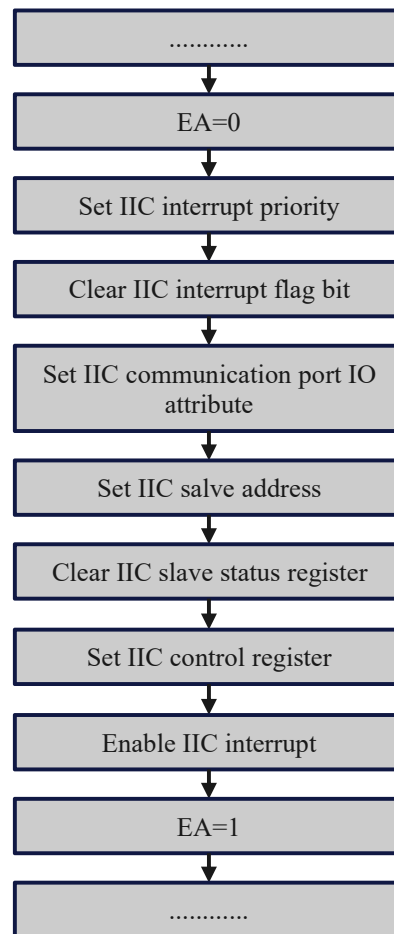 ............
EA=0
Set IIC interrupt priority
Clear IIC interrupt flag bit
Set IIC communication port IO
attribute
Set IIC salve address
Clear IIC slave status register
Set IIC control register
Enable IIC interrupt
EA=1
............